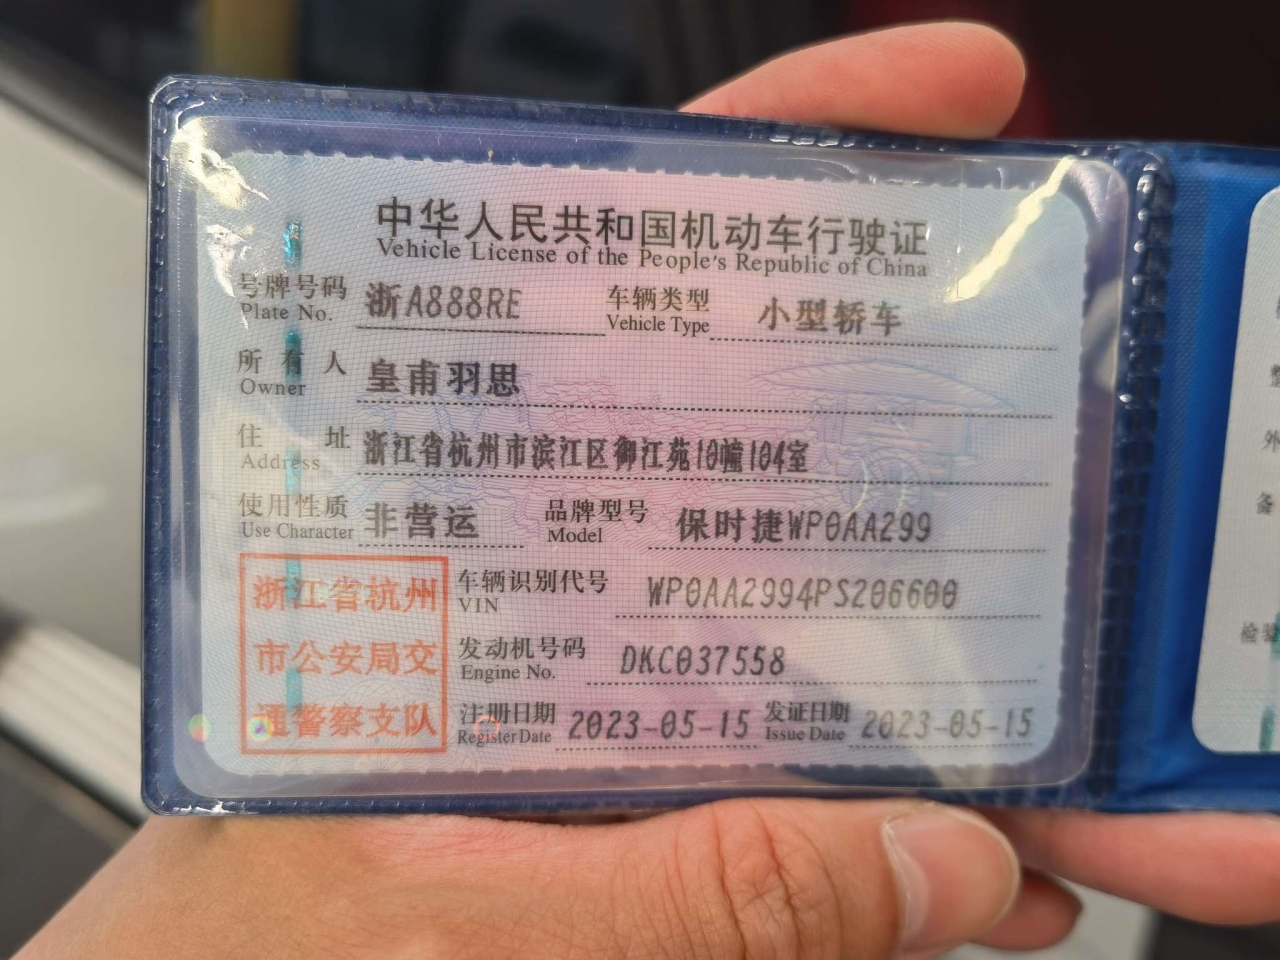 中华人民共和国机动车行驶证
Vehicle License of the People's Republic of China
号牌号码 浙A888RE 车辆类型 小型轿车
Plate No. Vehicle Type
所有人 皇甫羽思
Owner
住址 浙江省杭州市滨江区御江苑10幢104室
Address
使用性质 非营运 品牌型号 保时捷WP0AA299
Use Character Model
浙江省杭州
市公安局交
通警察支队
车辆识别代号 WP0AA2994PS206600
VIN
发动机号码 DKC037558
Engine No.
注册日期 2023-05-15 发证日期 2023-05-15
Register Date Issue Date
整
外
备
检验